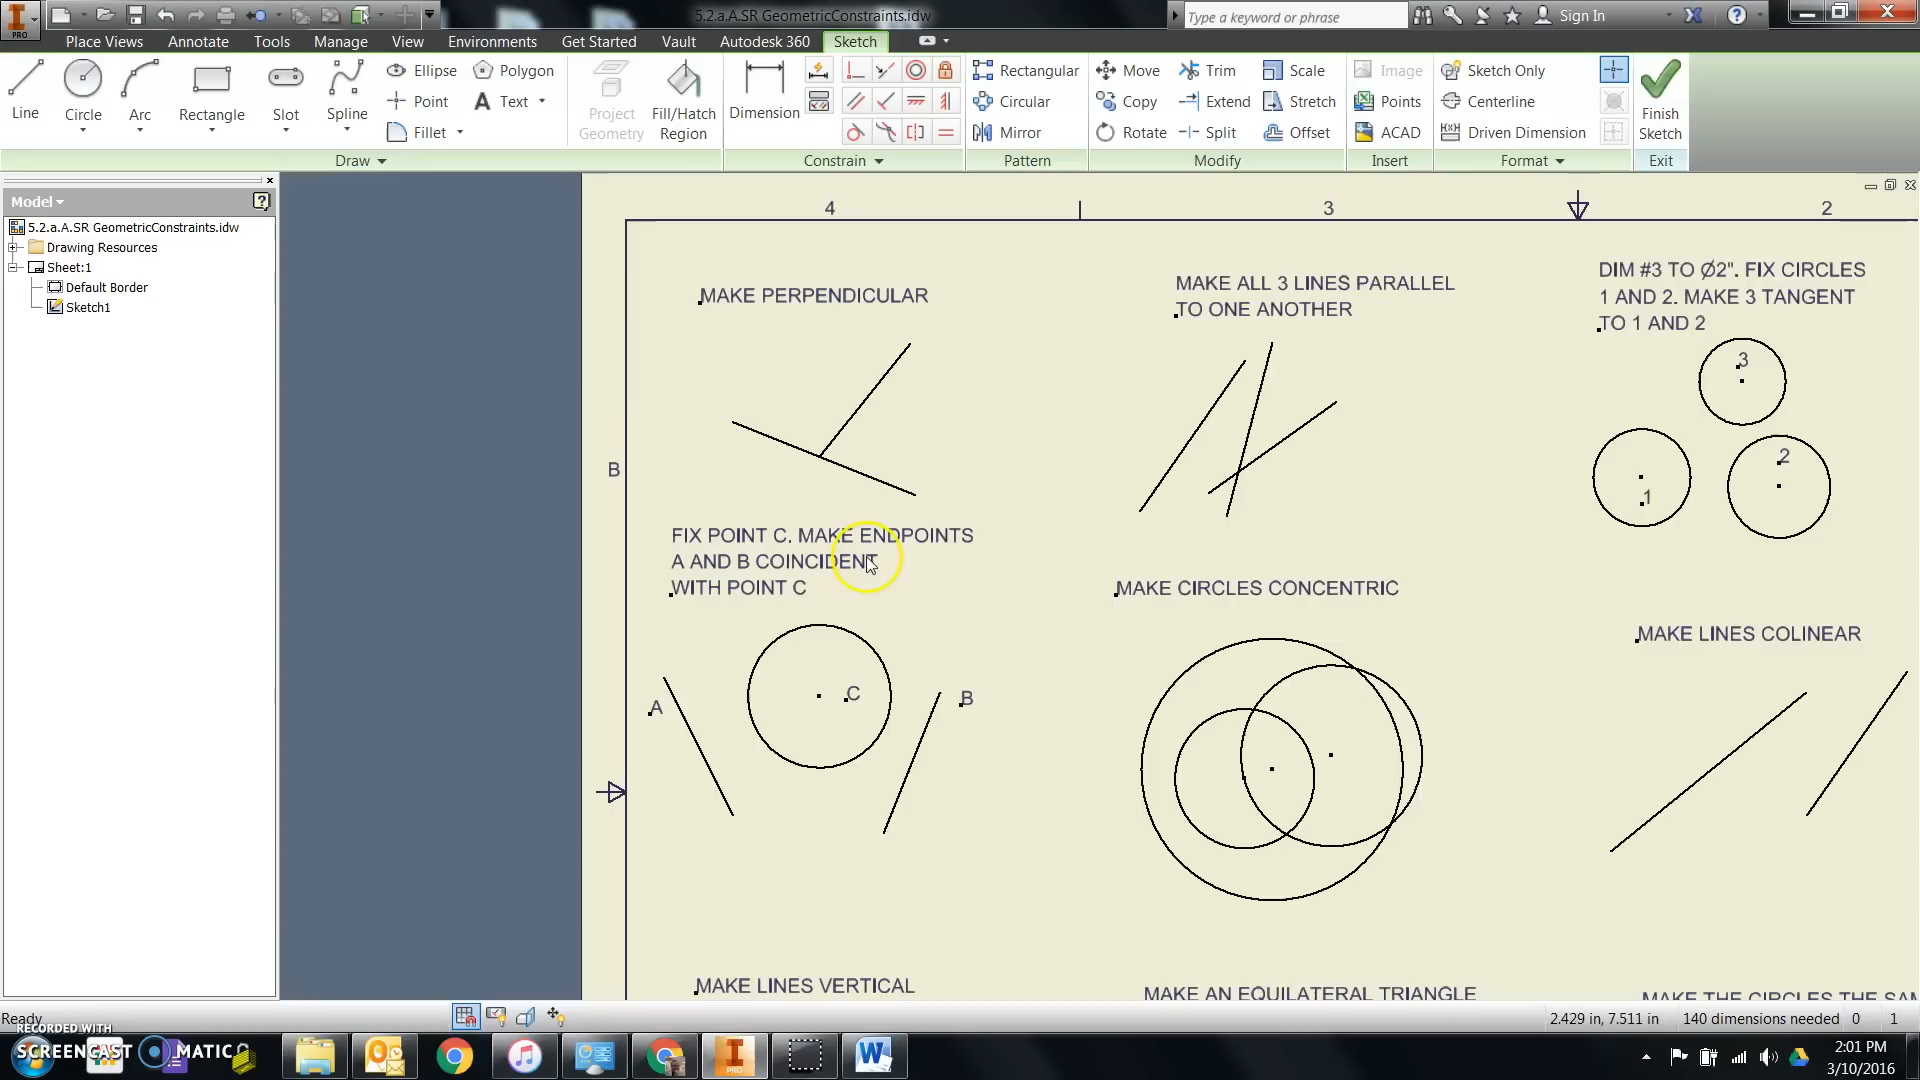 5.2.a.A.SR GeometricConstraints.idw
Type a keyword or phrase
Sign In
PRO
Place Views
Annotate
Tools
Manage
View
Environments
Get Started
Vault
Autodesk 360
Sketch
Line
Circle
Arc
Rectangle
Slot
Spline
Ellipse
Polygon
Point
Text
Fillet
Project Geometry
Fill/Hatch Region
Dimension
Rectangular
Circular
Mirror
Move
Trim
Scale
Copy
Extend
Stretch
Rotate
Split
Offset
Image
Points
ACAD
Sketch Only
Centerline
Driven Dimension
Finish Sketch
Draw
Constrain
Pattern
Modify
Insert
Format
Exit
Model
5.2.a.A.SR GeometricConstraints.idw
Drawing Resources
Sheet:1
Default Border
Sketch1
4
3
2
B
MAKE PERPENDICULAR
MAKE ALL 3 LINES PARALLEL
TO ONE ANOTHER
DIM #3 TO Ø2". FIX CIRCLES
1 AND 2. MAKE 3 TANGENT
TO 1 AND 2
3
1
2
FIX POINT C. MAKE ENDPOINTS
A AND B COINCIDENT
WITH POINT C
A
C
B
MAKE CIRCLES CONCENTRIC
MAKE LINES COLINEAR
MAKE LINES VERTICAL
MAKE AN EQUILATERAL TRIANGLE
MAKE THE CIRCLES THE SAM
Ready
2.429 in, 7.511 in
140 dimensions needed
0
1
RECORDED WITH
SCREENCAST MATIC
PRO
2:01 PM
3/10/2016